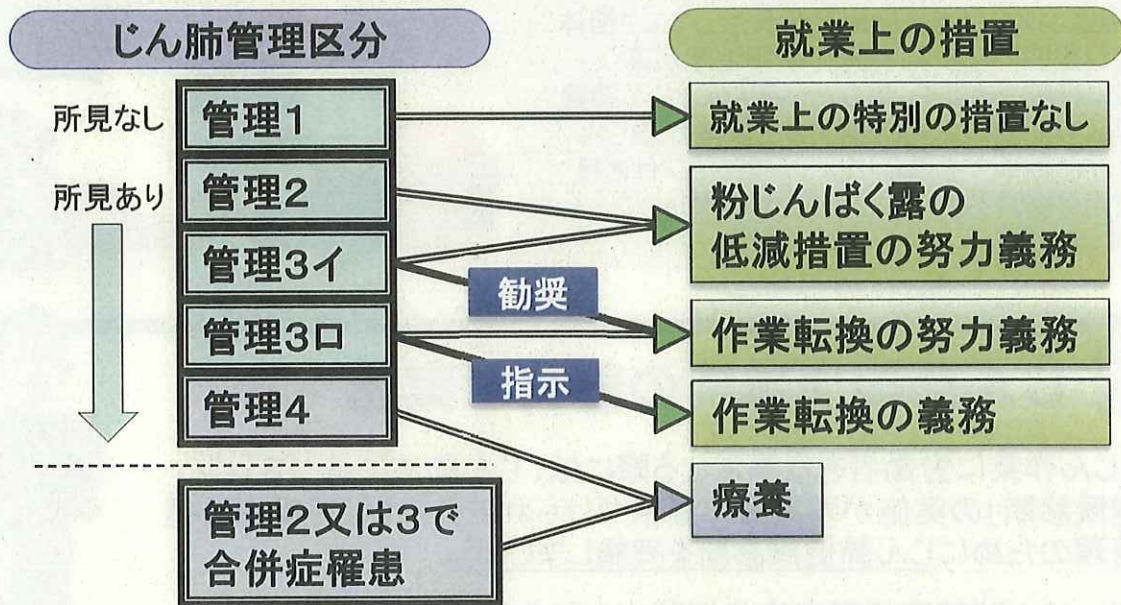 じん肺管理区分
就業上の措置
所見なし
管理1
就業上の特別の措置なし
所見あり
管理2
粉じんばく露の
低減措置の努力義務
管理3イ
勧奨
管理3ロ
作業転換の努力義務
指示
管理4
作業転換の義務
療養
管理2又は3で
合併症罹患